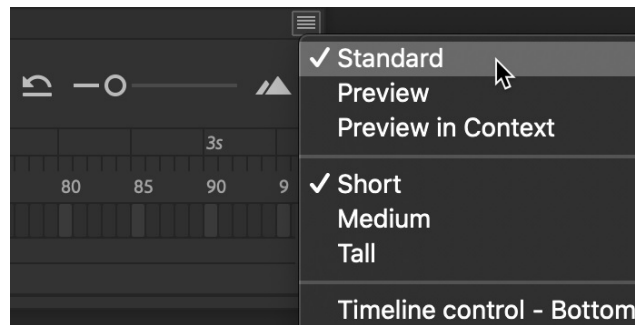 Standard
Preview
Preview in Context
3s
80 85 90 9
Short
Medium
Tall
Timeline control - Bottom